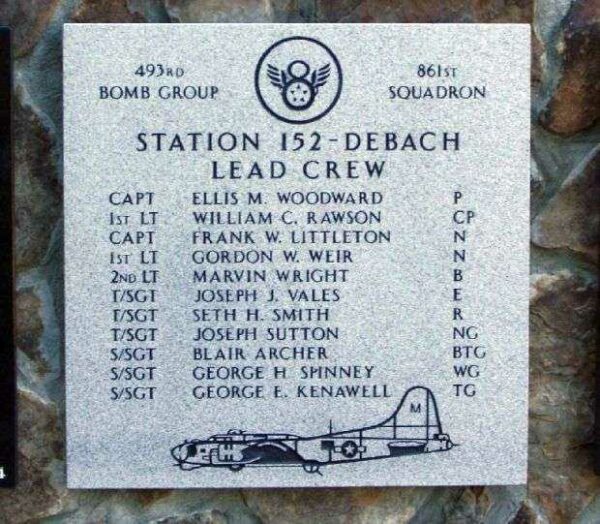 493RD
BOMB GROUP
861ST
SQUADRON
STATION 152-DEBACH
LEAD CREW
CAPT ELLIS M. WOODWARD P
1ST LT WILLIAM C. RAWSON CP
CAPT FRANK W. LITTLETON N
1ST LT GORDON W. WEIR N
2ND LT MARVIN WRIGHT B
T/SGT JOSEPH J. VALES E
T/SGT SETH H. SMITH R
T/SGT JOSEPH SUTTON NG
S/SGT BLAIR ARCHER BTG
S/SGT GEORGE H SPINNEY WG
S/SGT GEORGE E. KENAWELL TG
M